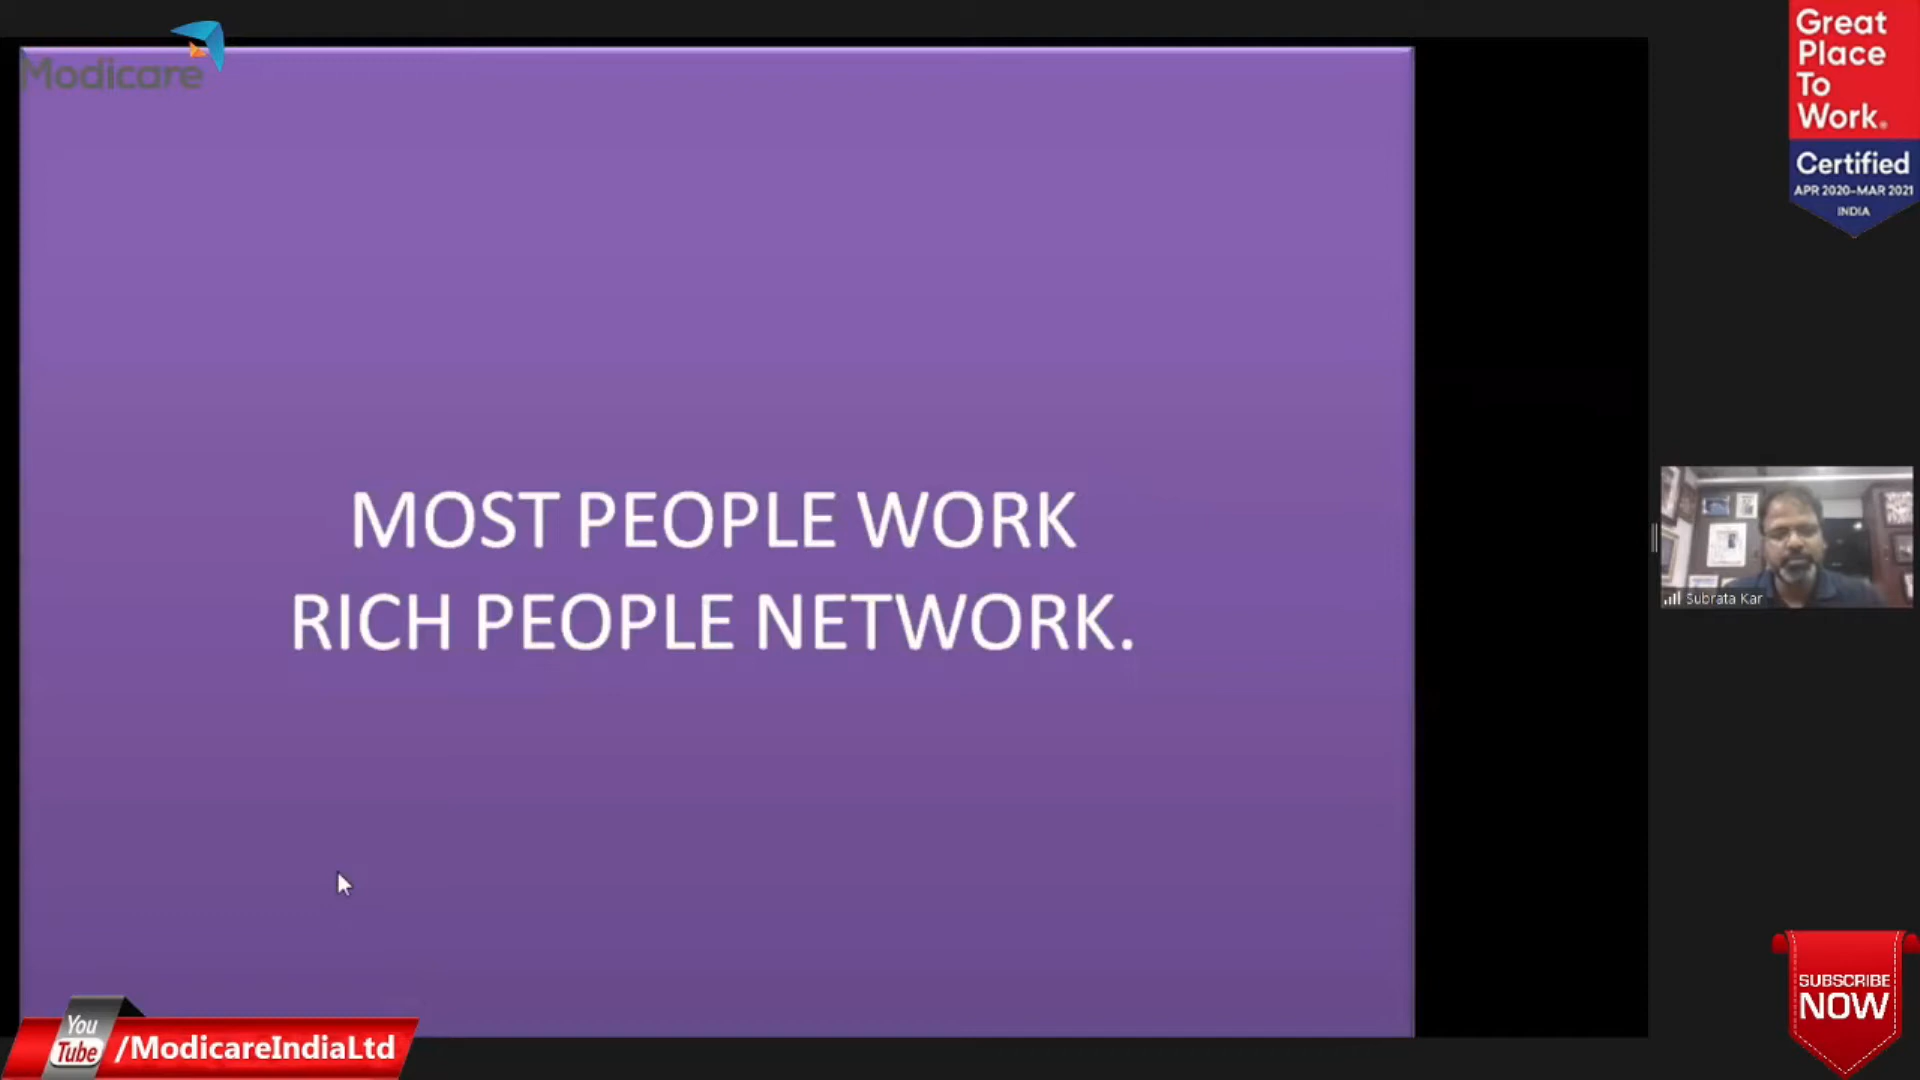 Modicare
Great
Place
To
Work.
Certified
APR 2020-MAR 2021
INDIA
MOST PEOPLE WORK
RICH PEOPLE NETWORK.
Subrata Kar
You
Tube
/ModicareIndiaLtd
SUBSCRIBE
NOW